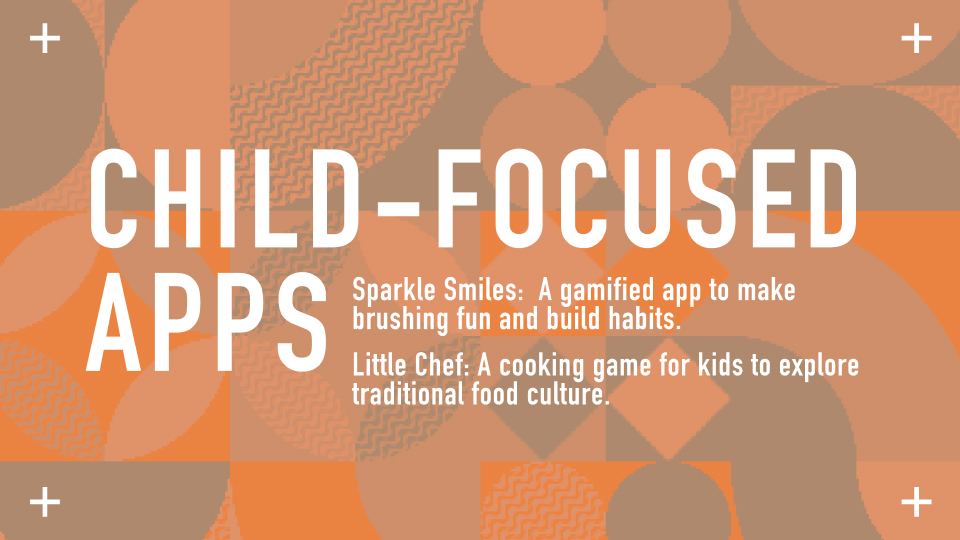 CHILD-FOCUSED
APPS
Sparkle Smiles:  A gamified app to make
brushing fun and build habits.
Little Chef: A cooking game for kids to explore
traditional food culture.